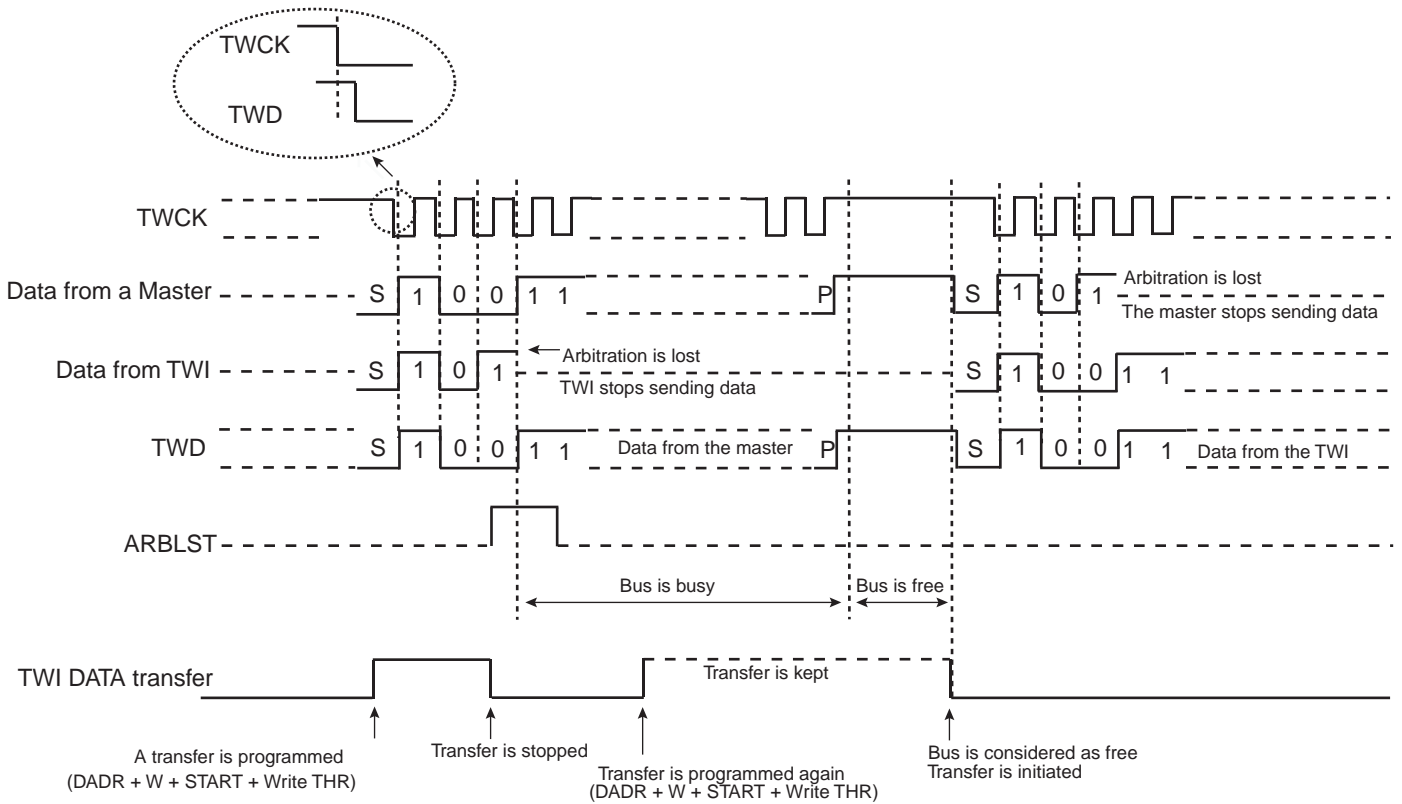 TWCK
TWD
TWCK
Data from a Master S 1 0 0 1 1 P S 1 0 1 Arbitration is lost
The master stops sending data
Data from TWI S 1 0 1 Arbitration is lost S 1 0 0 1 1
TWI stops sending data
TWD S 1 0 0 1 1 Data from the master P S 1 0 0 1 1 Data from the TWI
ARBLST
Bus is busy Bus is free
TWI DATA transfer Transfer is kept
A transfer is programmed
(DADR + W + START + Write THR)
Transfer is stopped
Transfer is programmed again
(DADR + W + START + Write THR)
Bus is considered as free
Transfer is initiated